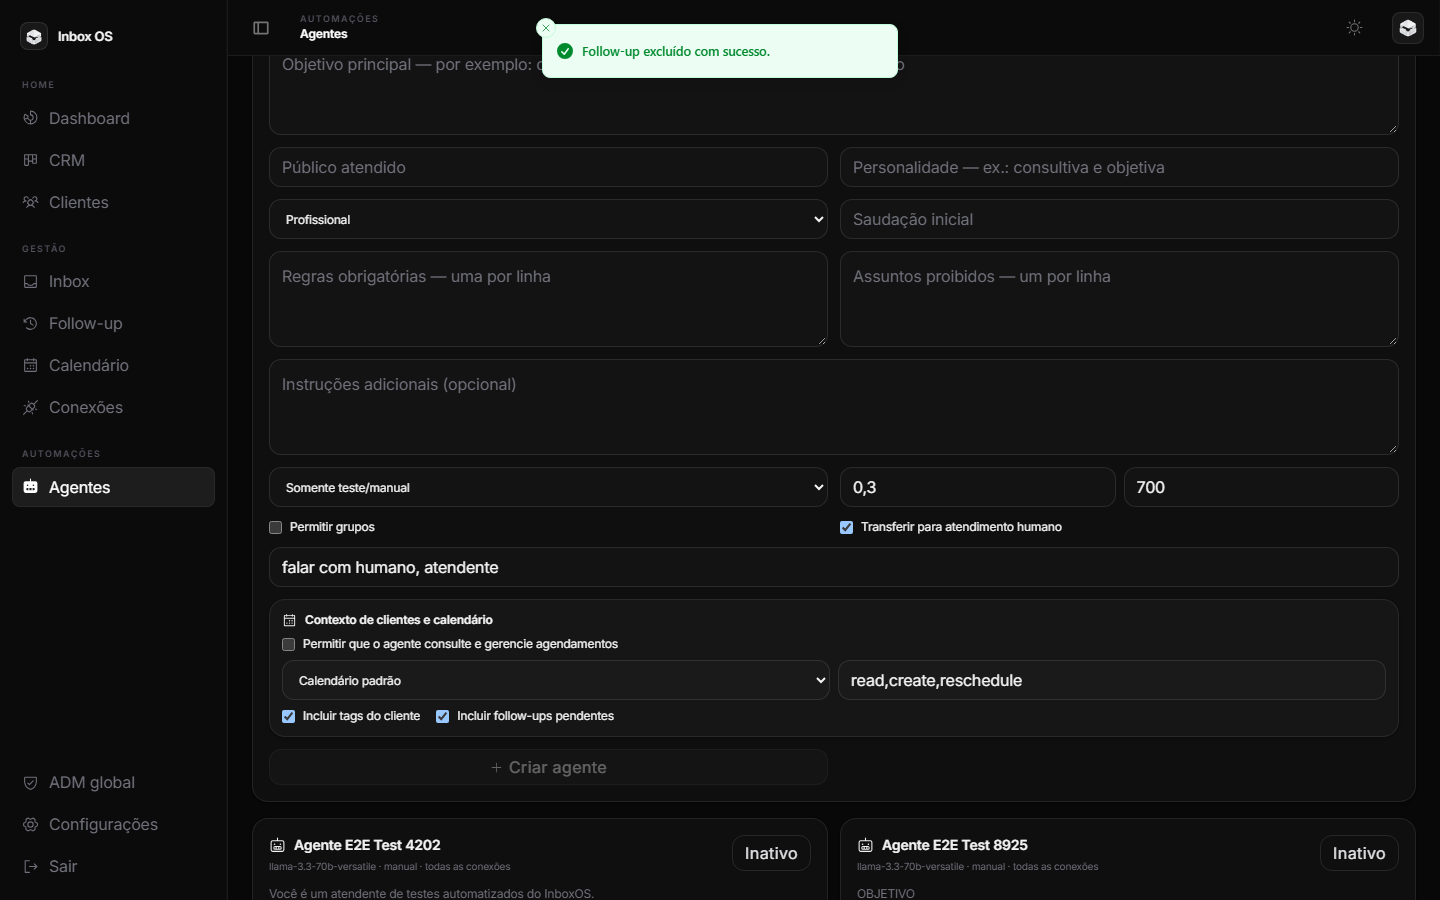 Inbox OS
HOME
Dashboard
CRM
Clientes
GESTÃO
Inbox
Follow-up
Calendário
Conexões
AUTOMAÇÕES
Agentes
ADM global
Configurações
Sair
AUTOMAÇÕES
Agentes
Follow-up excluído com sucesso.
Objetivo principal — por exemplo:
Público atendido
Personalidade — ex.: consultiva e objetiva
Profissional
Saudação inicial
Regras obrigatórias — uma por linha
Assuntos proibidos — um por linha
Instruções adicionais (opcional)
Somente teste/manual
0,3
700
Permitir grupos
Transferir para atendimento humano
falar com humano, atendente
Contexto de clientes e calendário
Permitir que o agente consulte e gerencie agendamentos
Calendário padrão
read,create,reschedule
Incluir tags do cliente
Incluir follow-ups pendentes
+ Criar agente
Agente E2E Test 4202
Inativo
llama-3.3-70b-versatile · manual · todas as conexões
Você é um atendente de testes automatizados do InboxOS.
Agente E2E Test 8925
Inativo
llama-3.3-70b-versatile · manual · todas as conexões
OBJETIVO